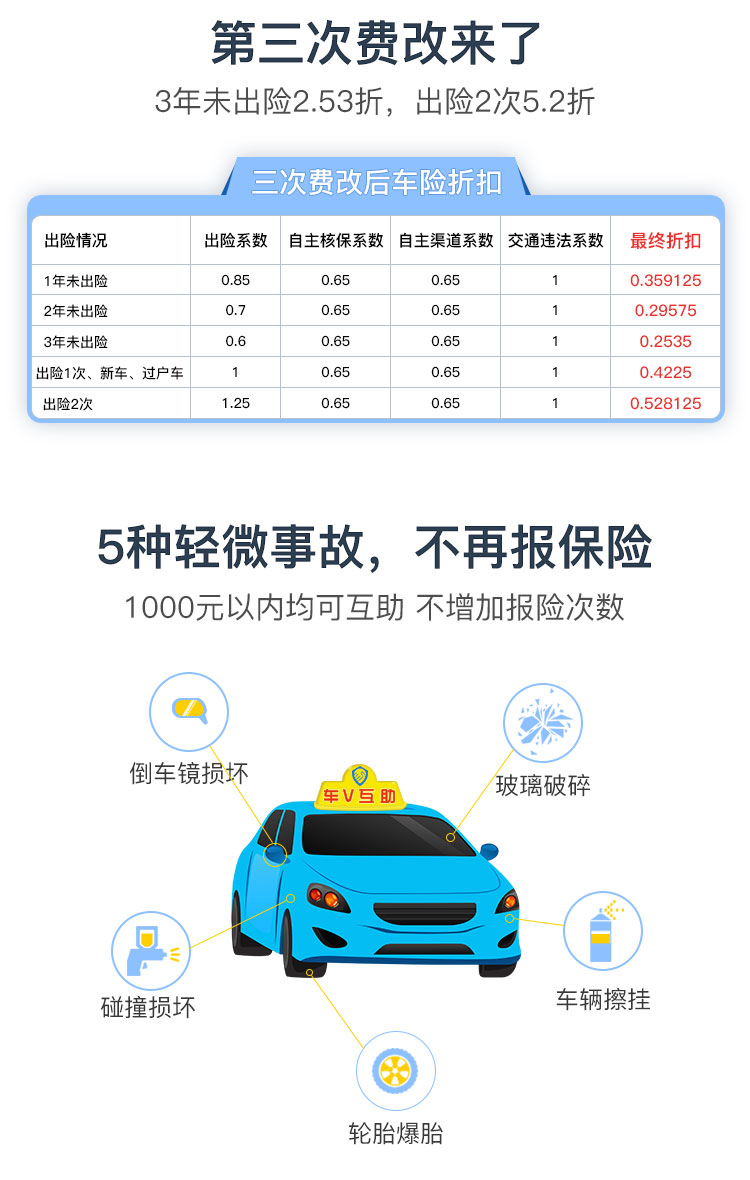 第三次费改来了
3年未出险2.53折，出险2次5.2折
三次费改后车险折扣
出险情况 出险系数 自主核保系数 自主渠道系数 交通违法系数 最终折扣
1年未出险 0.85 0.65 0.65 1 0.359125
2年未出险 0.7 0.65 0.65 1 0.29575
3年未出险 0.6 0.65 0.65 1 0.2535
出险1次、新车、过户车 1 0.65 0.65 1 0.4225
出险2次 1.25 0.65 0.65 1 0.528125
5种轻微事故，不再报保险
1000元以内均可互助 不增加报险次数
倒车镜损坏
玻璃破碎
车V互助
碰撞损坏
车辆擦挂
轮胎爆胎